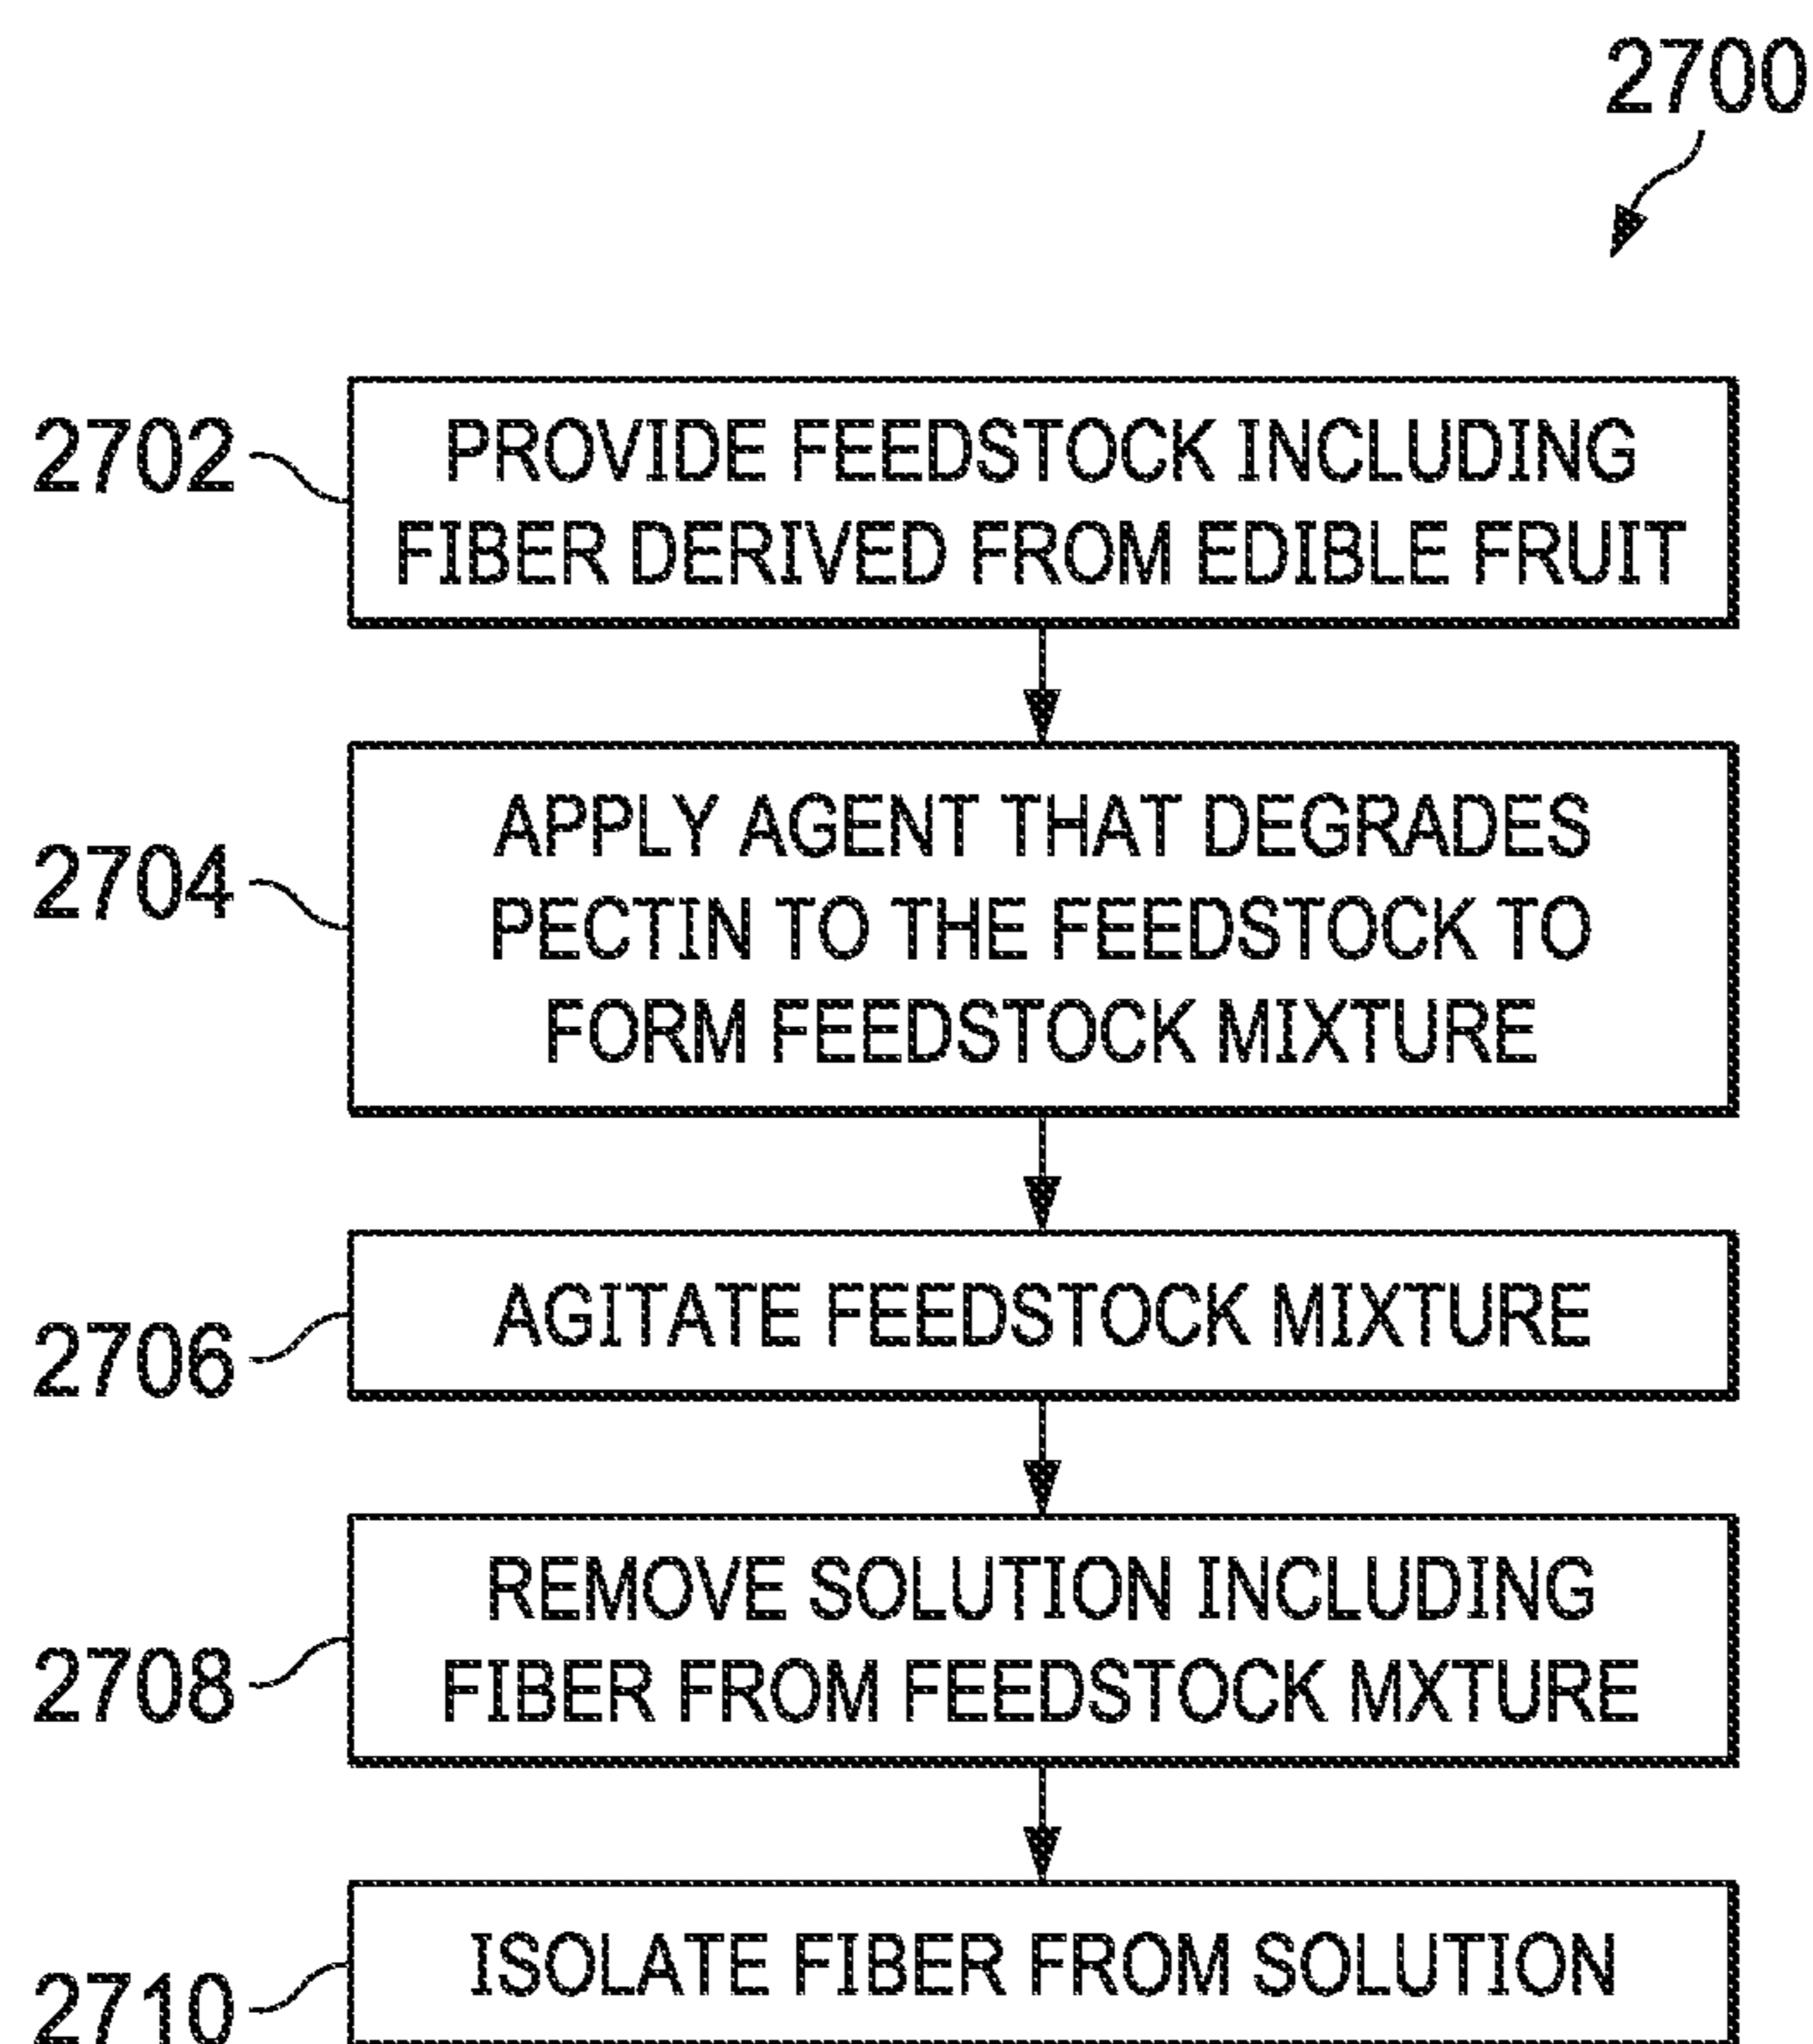 2700
2702
PROVIDE FEEDSTOCK INCLUDING
FIBER DERIVED FROM EDIBLE FRUIT
2704
APPLY AGENT THAT DEGRADES
PECTIN TO THE FEEDSTOCK TO
FORM FEEDSTOCK MIXTURE
2706
AGITATE FEEDSTOCK MIXTURE
2708
REMOVE SOLUTION INCLUDING
FIBER FROM FEEDSTOCK MXTURE
2710
ISOLATE FIBER FROM SOLUTION